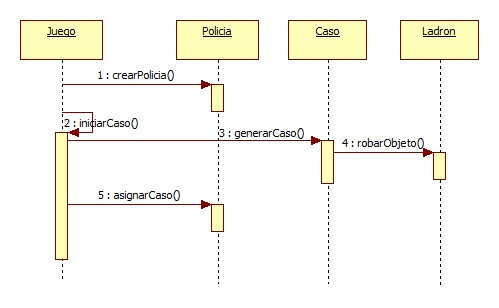 Juego
Policia
Caso
Ladron
1 : crearPolicia()
2 : iniciarCaso()
3 : generarCaso()
4 : robarObjeto()
5 : asignarCaso()